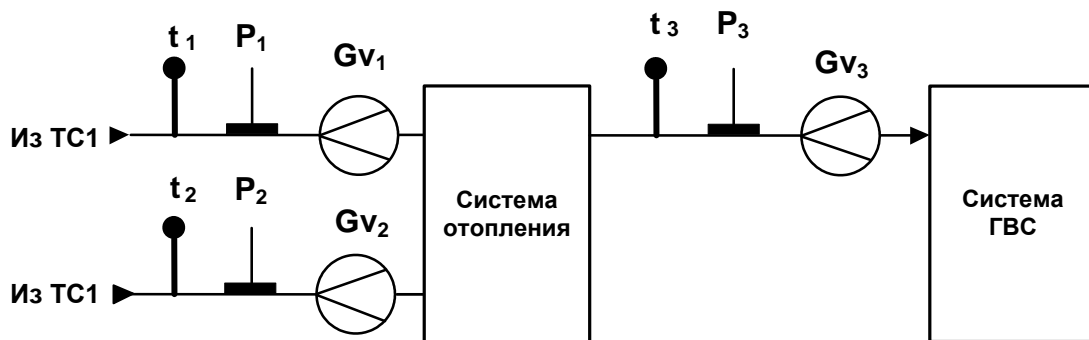 t 1
P1
Gv1
t 3
P3
Gv3
Из ТС1
t 2
P2
Gv2
Система
отопления
Система
ГВС
Из ТС1